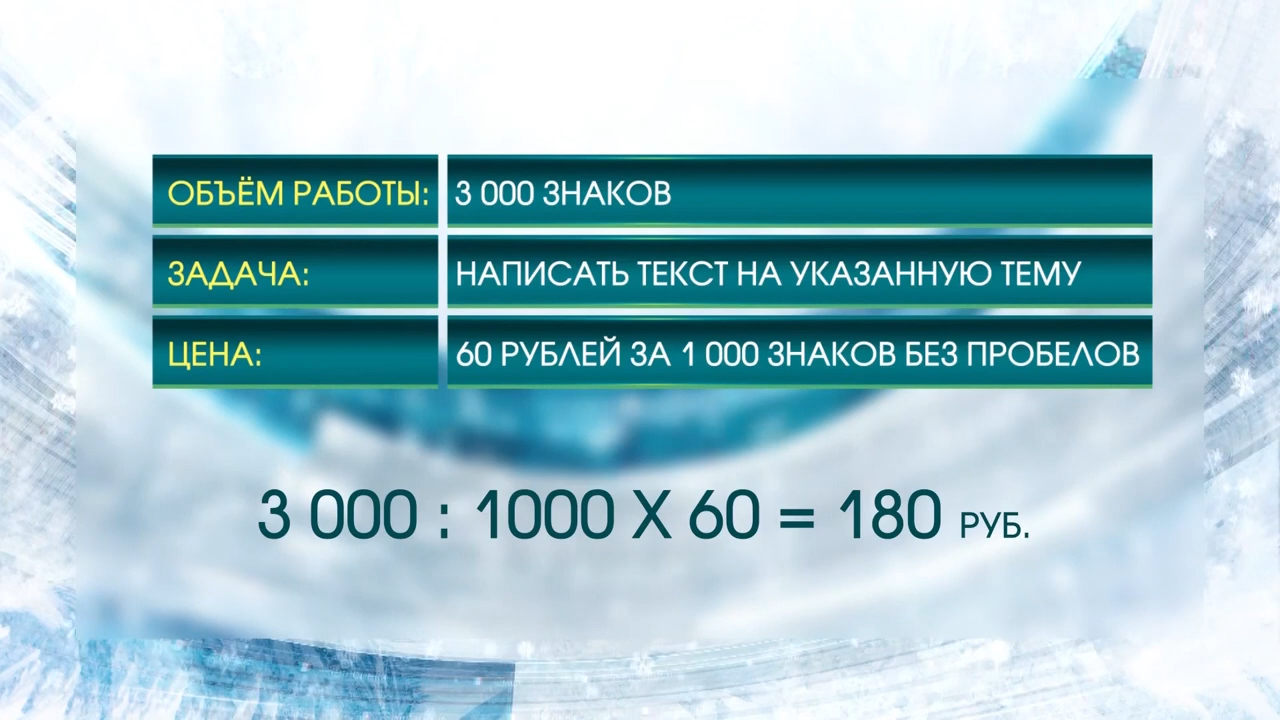 ОБЪЁМ РАБОТЫ: 3 000 ЗНАКОВ
ЗАДАЧА: НАПИСАТЬ ТЕКСТ НА УКАЗАННУЮ ТЕМУ
ЦЕНА: 60 РУБЛЕЙ ЗА 1 000 ЗНАКОВ БЕЗ ПРОБЕЛОВ
3 000 : 1000 X 60 = 180 РУБ.